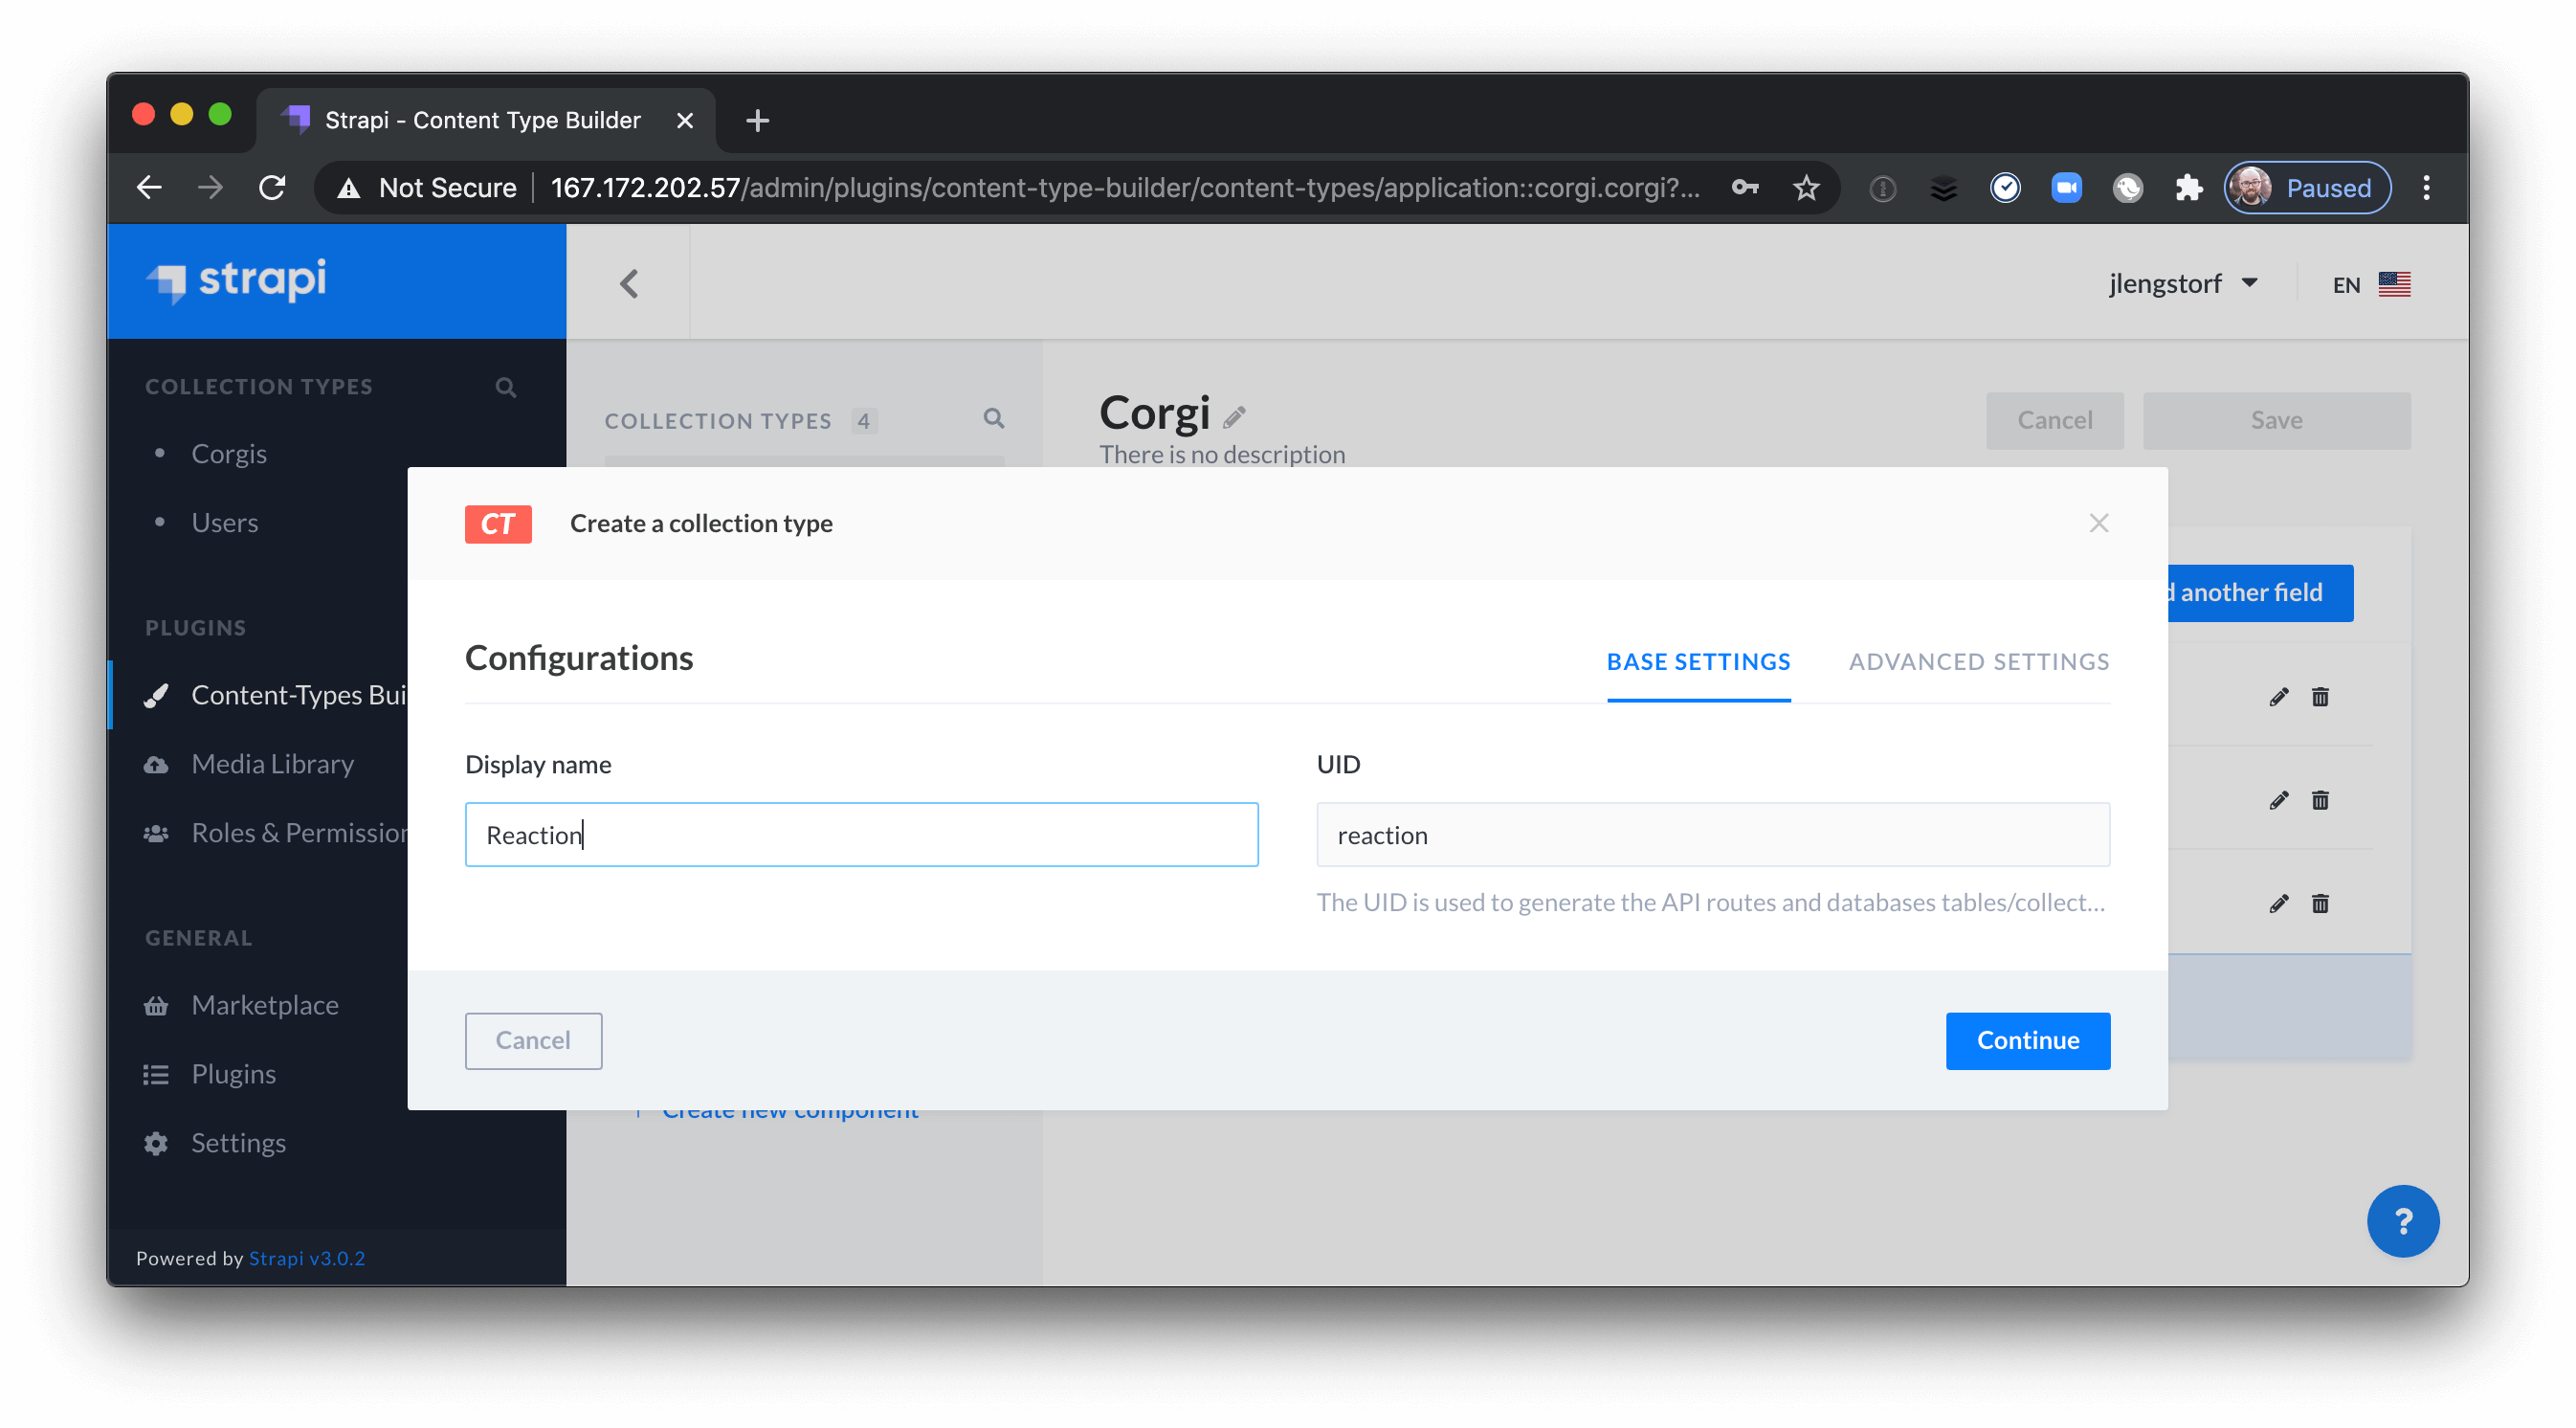 Strapi - Content Type Builder
Not Secure 167.172.202.57/admin/plugins/content-type-builder/content-types/application::corgi.corgi?... Paused
strapi
jlengstorf EN
COLLECTION TYPES
Corgis
Users
PLUGINS
Content-Types Bui
Media Library
Roles & Permission
GENERAL
Marketplace
Plugins
Settings
Powered by Strapi v3.0.2
COLLECTION TYPES 4
Corgi
There is no description
Cancel Save
another field
CT Create a collection type
Configurations
BASE SETTINGS ADVANCED SETTINGS
Display name
Reaction
UID
reaction
The UID is used to generate the API routes and databases tables/collect...
Cancel Continue
Create new component
?